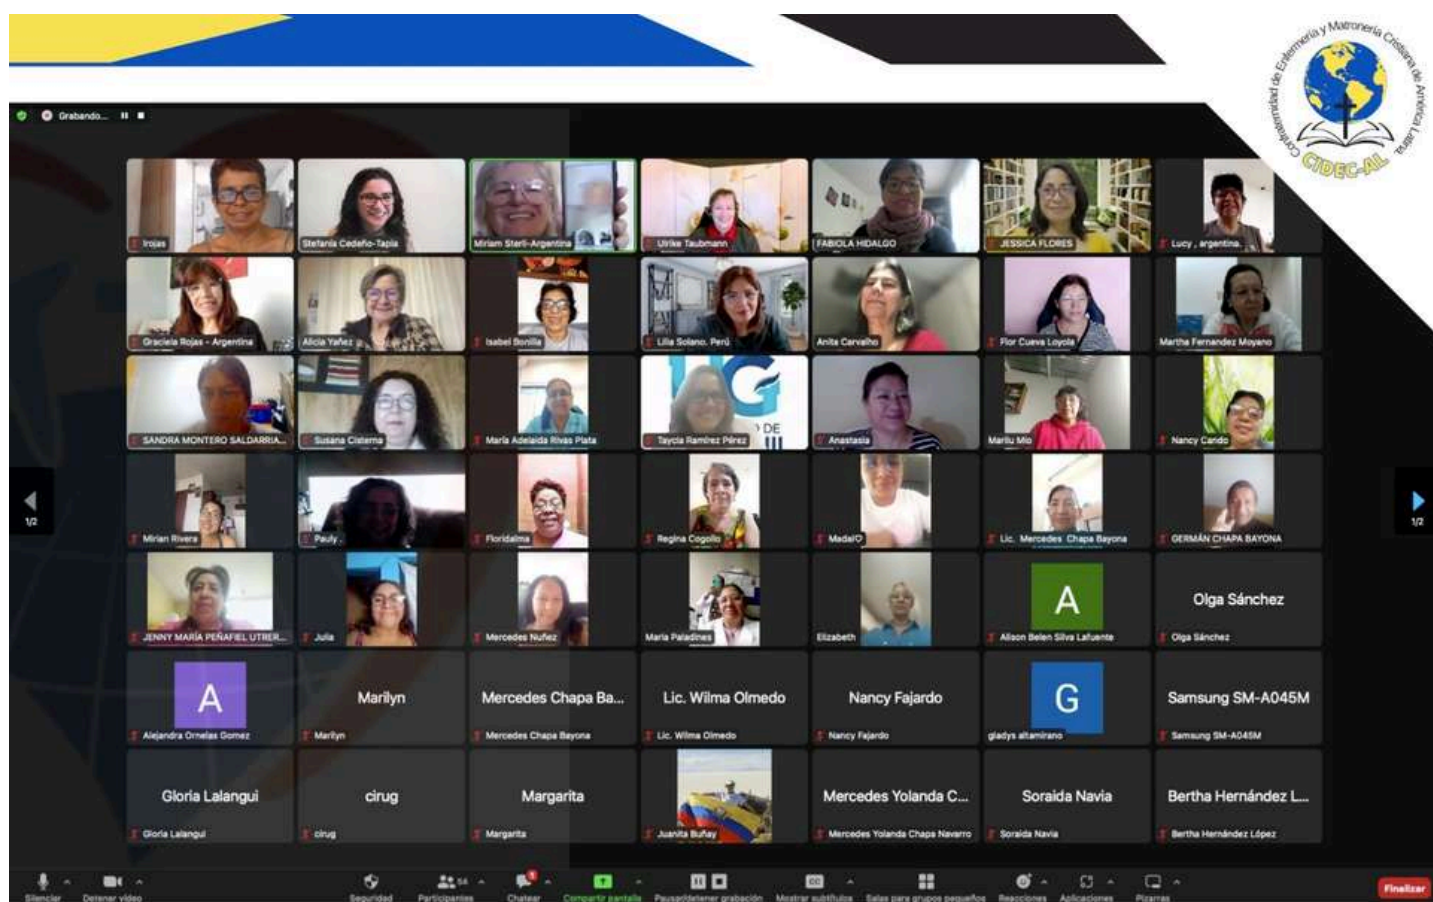 Confraternidad de Enfermería y Matronería Cristiana de América Latina.
CIDEC-AL
Grabando...
Irojas
Stefania Cedeño-Tapia
Miriam Sterli-Argentina
Ulrike Taubmann
FABIOLA HIDALGO
JESSICA FLORES
Lucy , argentina.
Graciela Rojas - Argentina
Alicia Yañez
Isabel Bonilla
Lilia Solano. Perú
Anita Carvalho
Flor Cueva Loyola
Martha Fernandez Moyano
SANDRA MONTERO SALDARRIA...
Susana Cisterna
María Adelaida Rivas Plata
Taycia Ramírez Pérez
DE
III
Anastasia
Marilu Mio
Nancy Cando
Mirian Rivera
Pauly .
Floridalma
Regina Cogollo
Madai♡
Lic. Mercedes Chapa Bayona
GERMÁN CHAPA BAYONA
1/2
1/2
JENNY MARÍA PEÑAFIEL UTRER...
Julia
Mercedes Nuñez
Maria Paladines
Elizabeth
A
Alison Belen Silva Lafuente
Olga Sánchez
Olga Sánchez
A
Alejandra Ornelas Gomez
Marilyn
Marilyn
Mercedes Chapa Ba...
Mercedes Chapa Bayona
Lic. Wilma Olmedo
Lic. Wilma Olmedo
Nancy Fajardo
Nancy Fajardo
G
gladys altamirano
Samsung SM-A045M
Samsung SM-A045M
Gloria Lalangui
Gloria Lalangui
cirug
cirug
Margarita
Margarita
Juanita Buñay
Mercedes Yolanda C...
Mercedes Yolanda Chapa Navarro
Soraida Navia
Soraida Navia
Bertha Hernández L...
Bertha Hernández López
Silenciar
Detener video
Seguridad
54
Participantes
Chatear
Compartir pantalla
Pausar/detener grabación
CC
Mostrar subtítulos
Salas para grupos pequeños
Reacciones
Aplicaciones
Pizarras
Finalizar